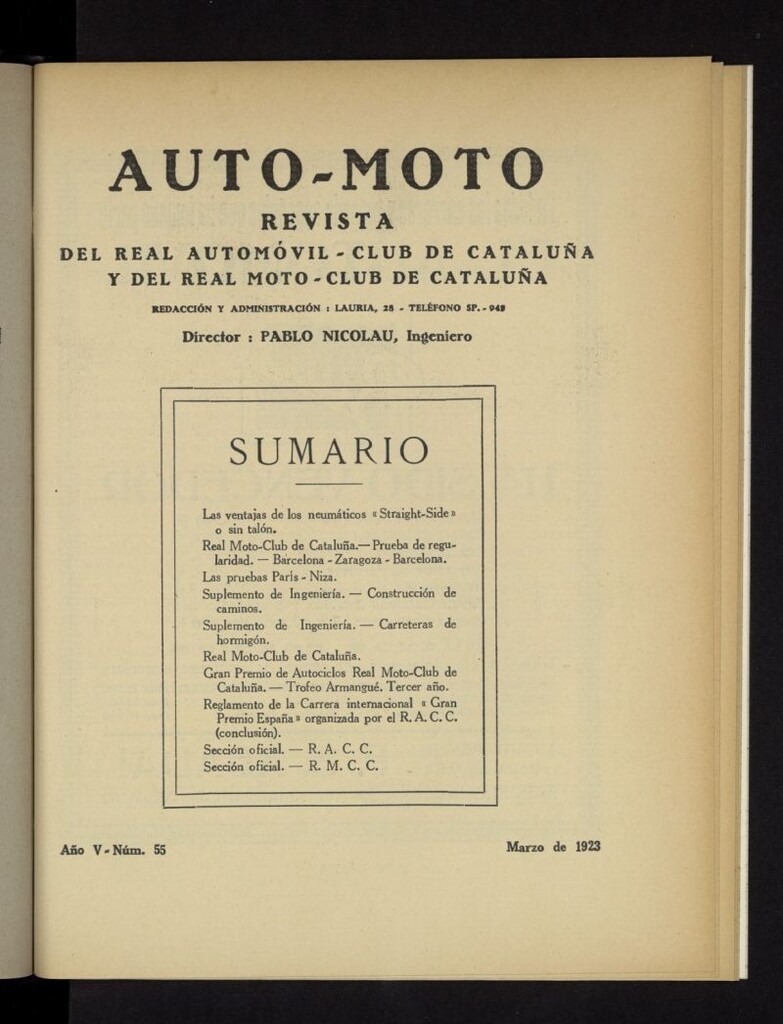 AUTO-MOTO
REVISTA
DEL REAL AUTOMÓVIL - CLUB DE CATALUÑA
Y DEL REAL MOTO - CLUB DE CATALUÑA
REDACCIÓN Y ADMINISTRACIÓN : LAURIA, 28 - TELÉFONO SP. -
Director : PABLO NICOLAU, Ingeniero
SUMARIO
Las ventajas de los neumáticos « Straight-Side »
o sin talón.
Real Moto-Club de Cataluña.— Prueba de regu-
laridad. — Barcelona - Zaragoza - Barcelona.
Las pruebas París - Niza.
Suplemento de Ingeniería. — Construcción de
caminos.
Suplemento de Ingeniería. — Carreteras de
hormigón.
Real Moto-Club de Cataluña.
Gran Premio de Autociclos Real Moto-Club de
Cataluña. — Trofeo Armangué. Tercer año.
Reglamento de la Carrera internacional « Gran
Premio España » organizada por el R. A. C. C.
(conclusión).
Sección oficial. — R. A. C. C.
Sección oficial. — R. M. C. C.
Año V - Núm. 55
Marzo de 1923